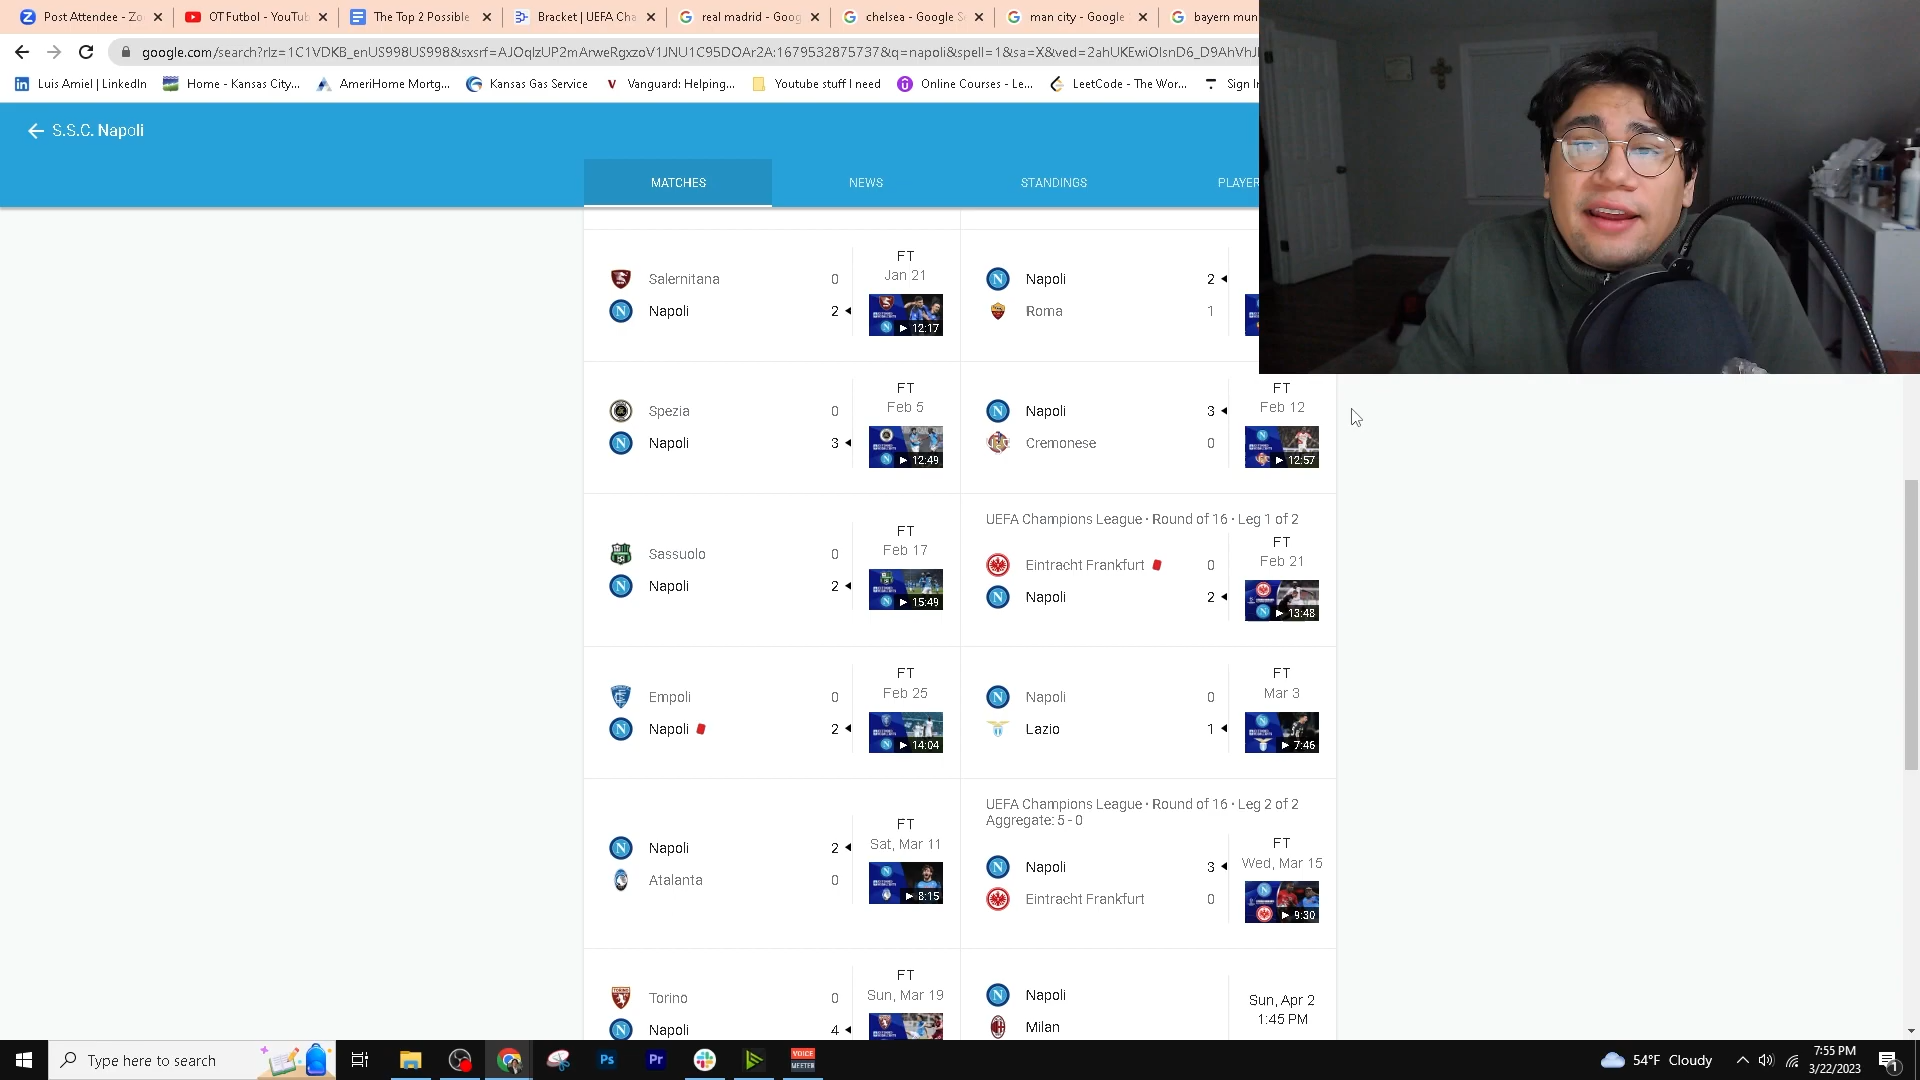 Post Attendee - Zo
OT Futbol - YouTub
The Top 2 Possible
Bracket | UEFA Cha
real madrid - Goog
chelsea - Google S
man city - Google
bayern mun
google.com/search?rlz=1C1VDKB_enUS998US998&sxsrf=AJOqlzUP2mArweRgxzoV1JNU1C95DOAr2A:1679532875737&q=napoli&spell=1&sa=X&ved=2ahUKEwiOlsnD6_D9AhVhJ
Luis Amiel | LinkedIn
Home - Kansas City...
AmeriHome Mortg...
Kansas Gas Service
Vanguard: Helping...
Youtube stuff I need
Online Courses - Le...
LeetCode - The Wor...
Sign I
S.S.C. Napoli
MATCHES
NEWS
STANDINGS
PLAYER
Salernitana 0
Napoli 2
FT
Jan 21
12:17
Napoli 2
Roma 1
Spezia 0
Napoli 3
FT
Feb 5
12:49
Napoli 3
Cremonese 0
FT
Feb 12
12:57
Sassuolo 0
Napoli 2
FT
Feb 17
15:49
UEFA Champions League · Round of 16 · Leg 1 of 2
Eintracht Frankfurt 0
Napoli 2
FT
Feb 21
13:48
Empoli 0
Napoli 2
FT
Feb 25
14:04
Napoli 0
Lazio 1
FT
Mar 3
7:46
Napoli 2
Atalanta 0
FT
Sat, Mar 11
8:15
UEFA Champions League · Round of 16 · Leg 2 of 2
Aggregate: 5 - 0
Napoli 3
Eintracht Frankfurt 0
FT
Wed, Mar 15
9:30
Torino 0
Napoli 4
FT
Sun, Mar 19
Napoli
Milan
Sun, Apr 2
1:45 PM
Type here to search
Ps
Pr
VOICE
MEETER
54°F Cloudy
7:55 PM
3/22/2023
1